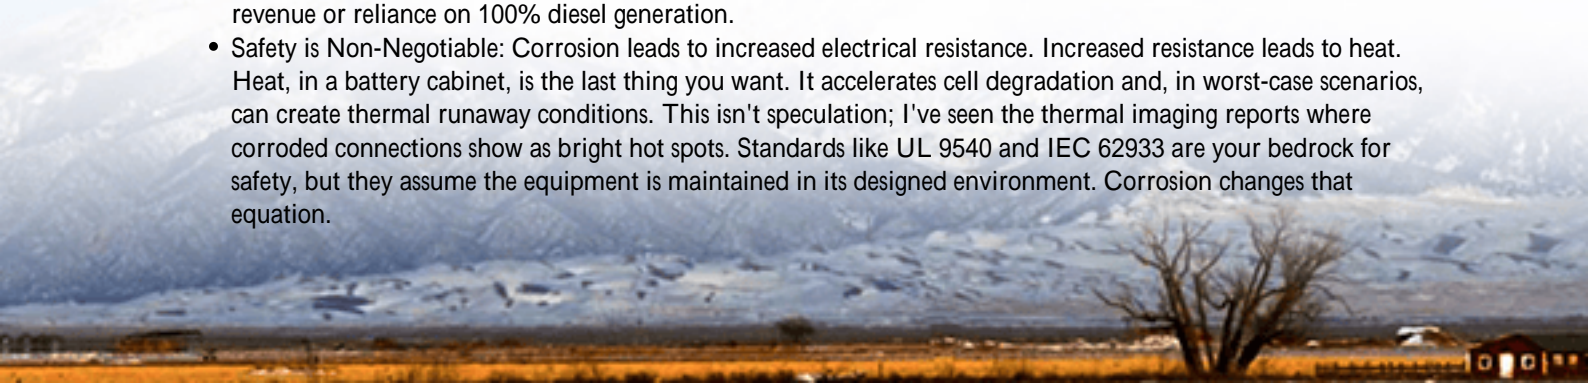 revenue or reliance on 100% diesel generation.
• Safety is Non-Negotiable: Corrosion leads to increased electrical resistance. Increased resistance leads to heat.
Heat, in a battery cabinet, is the last thing you want. It accelerates cell degradation and, in worst-case scenarios,
can create thermal runaway conditions. This isn't speculation; I've seen the thermal imaging reports where
corroded connections show as bright hot spots. Standards like UL 9540 and IEC 62933 are your bedrock for
safety, but they assume the equipment is maintained in its designed environment. Corrosion changes that
equation.